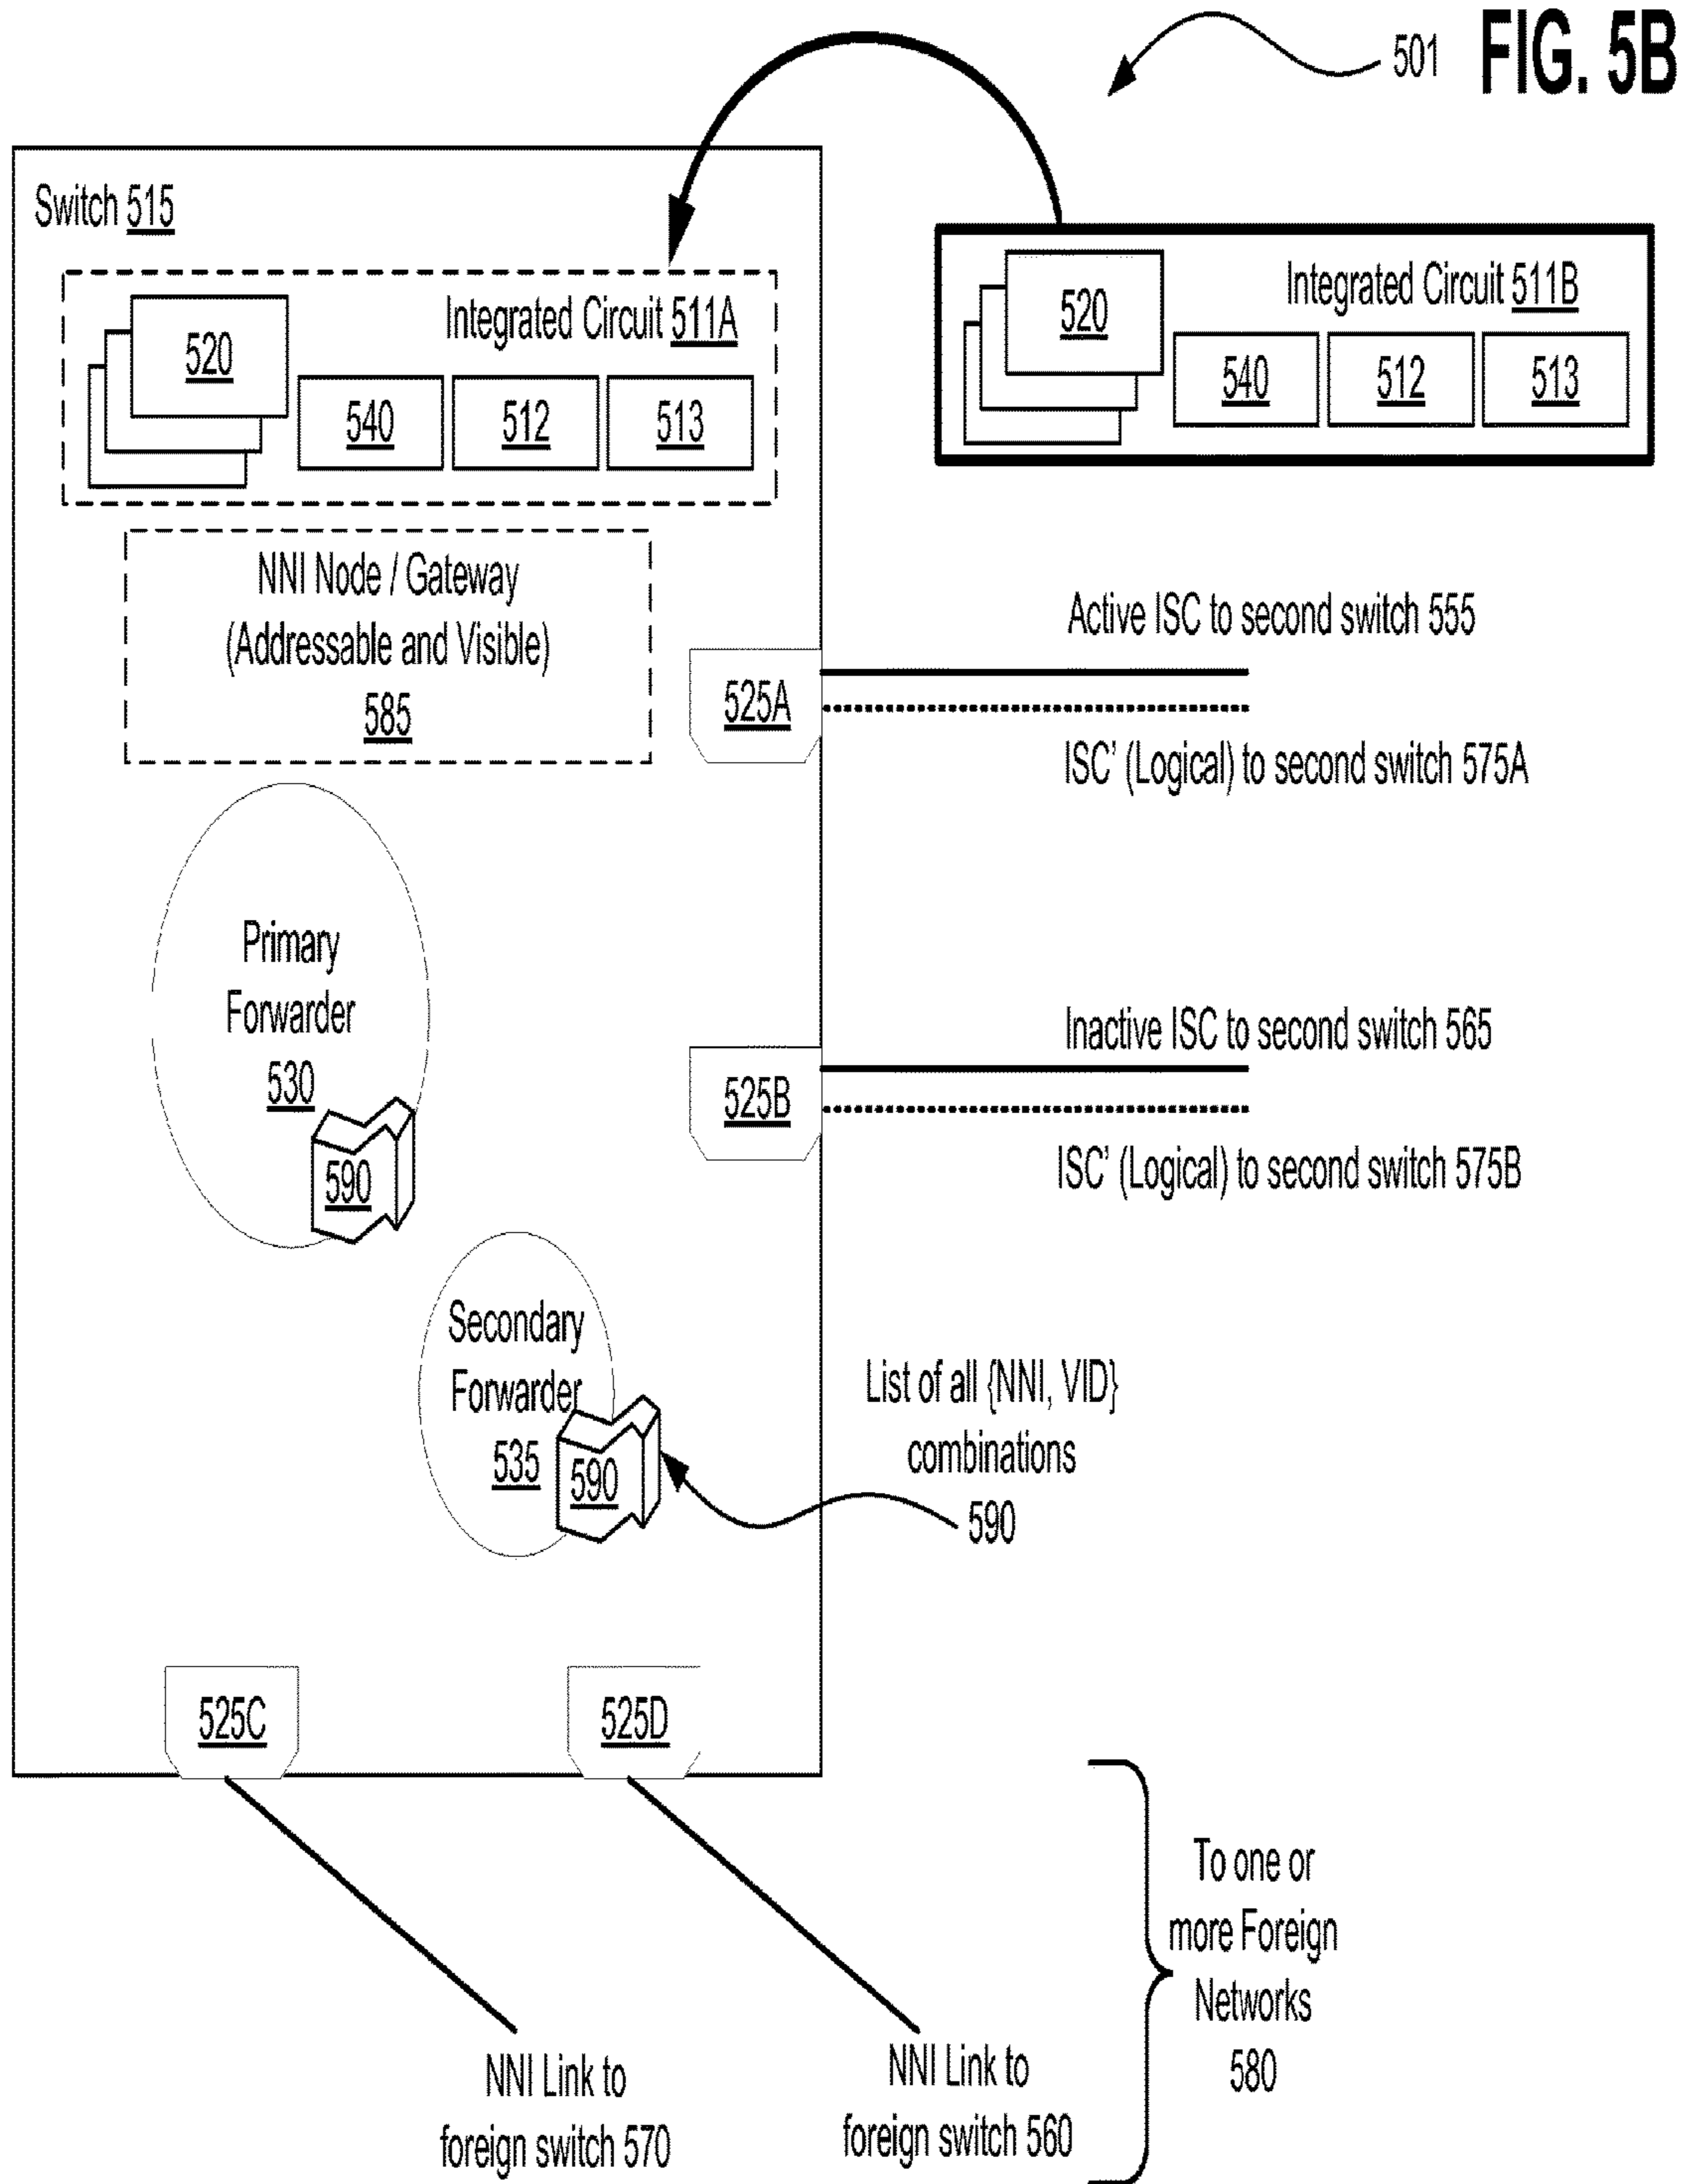 FIG. 5B
501
Switch 515
Integrated Circuit 511A
520
540
512
513
Integrated Circuit 511B
520
540
512
513
NNI Node / Gateway
(Addressable and Visible)
585
525A
Active ISC to second switch 555
ISC' (Logical) to second switch 575A
Primary
Forwarder
530
590
525B
Inactive ISC to second switch 565
ISC' (Logical) to second switch 575B
Secondary
Forwarder
535
590
List of all {NNI, VID}
combinations
590
525C
525D
To one or
more Foreign
Networks
580
NNI Link to
foreign switch 570
NNI Link to
foreign switch 560